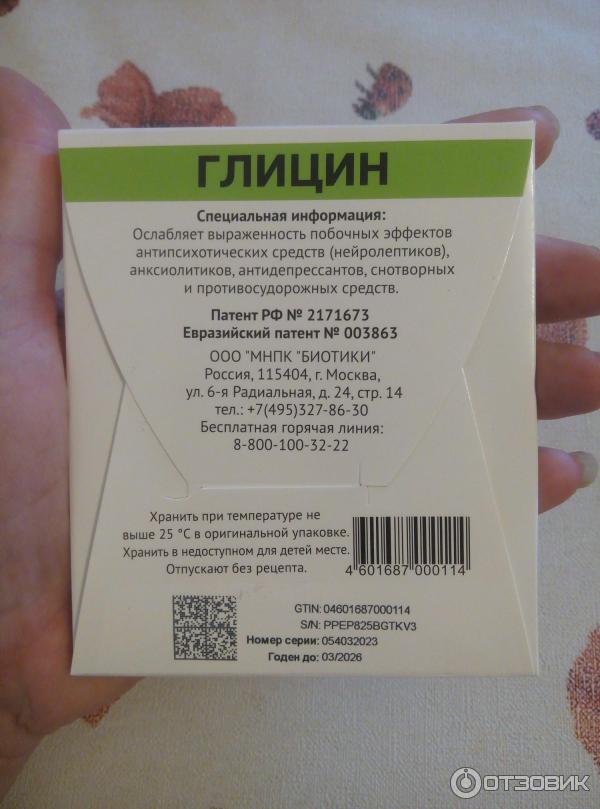 ГЛИЦИН
Специальная информация:
Ослабляет выраженность побочных эффектов
антипсихотических средств (нейролептиков),
анксиолитиков, антидепрессантов, снотворных
и противосудорожных средств.
Патент РФ № 2171673
Евразийский патент № 003863
ООО "МНПК "БИОТИКИ"
Россия, 115404, г. Москва,
ул. 6-я Радиальная, д. 24, стр. 14
тел.: +7(495)327-86-30
Бесплатная горячая линия:
8-800-100-32-22
Хранить при температуре не
выше 25 °С в оригинальной упаковке.
Хранить в недоступном для детей месте.
Отпускают без рецепта.
4 601687 000114
GTIN: 04601687000114
S/N: PPEP825BGTKV3
Номер серии: 054032023
Годен до: 03/2026
ОТЗОВИК